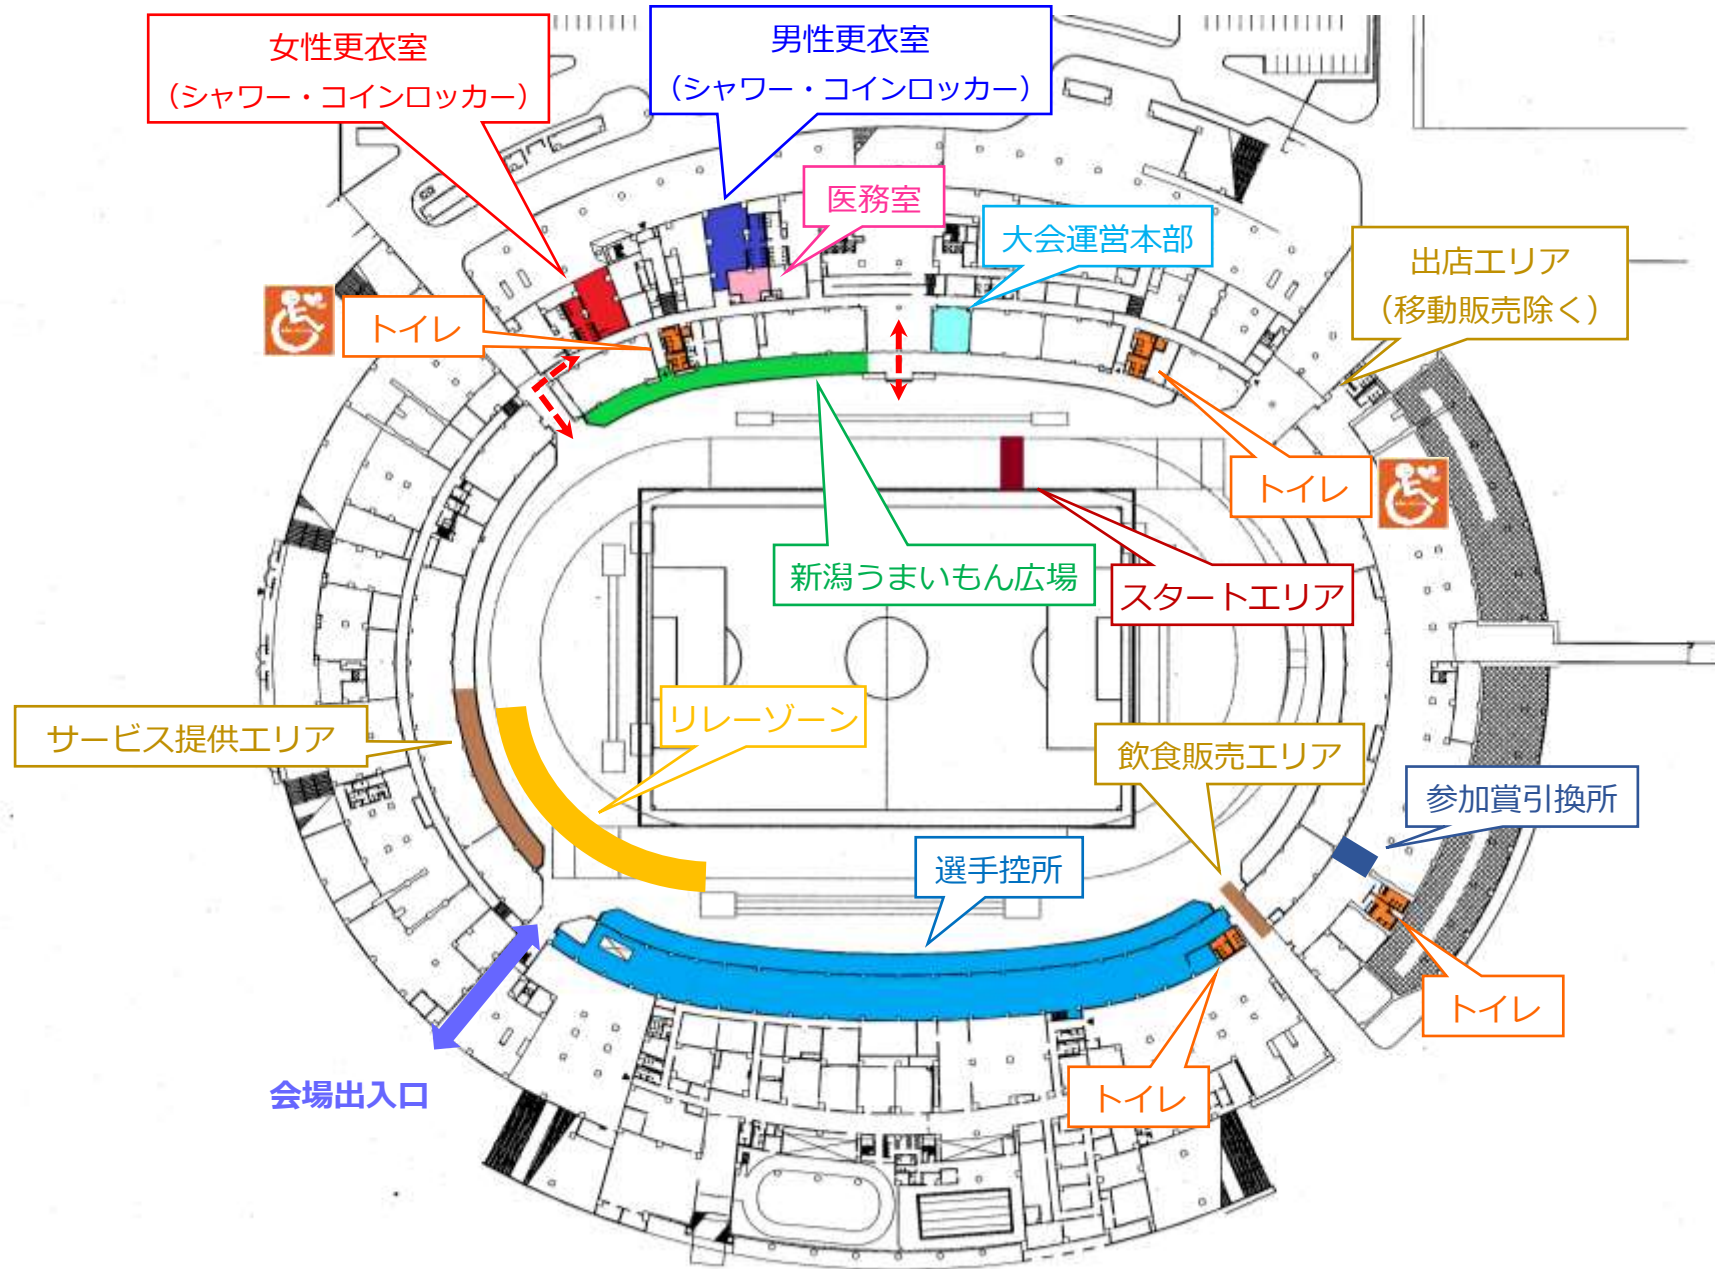 女性更衣室
（シャワー・コインロッカー）
男性更衣室
（シャワー・コインロッカー）
医務室
大会運営本部
出店エリア
（移動販売除く）
トイレ
トイレ
新潟うまいもん広場
スタートエリア
リレーゾーン
サービス提供エリア
飲食販売エリア
参加賞引換所
選手控所
トイレ
トイレ
会場出入口